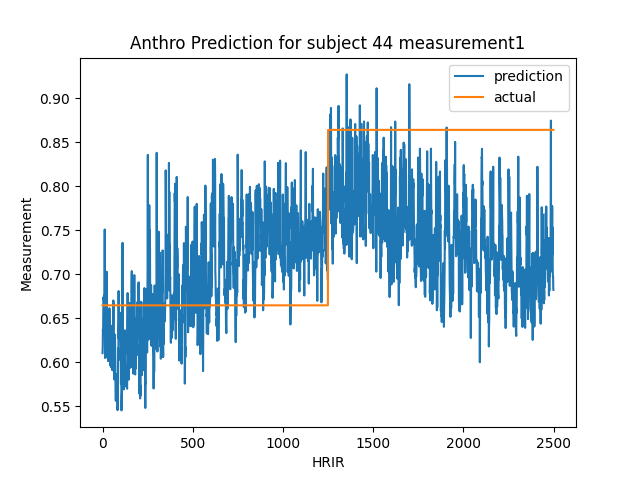 Anthro Prediction for subject 44 measurement1
prediction
actual
Measurement
0.90
0.85
0.80
0.75
0.70
0.65
0.60
0.55
0 500 1000 1500 2000 2500
HRIR